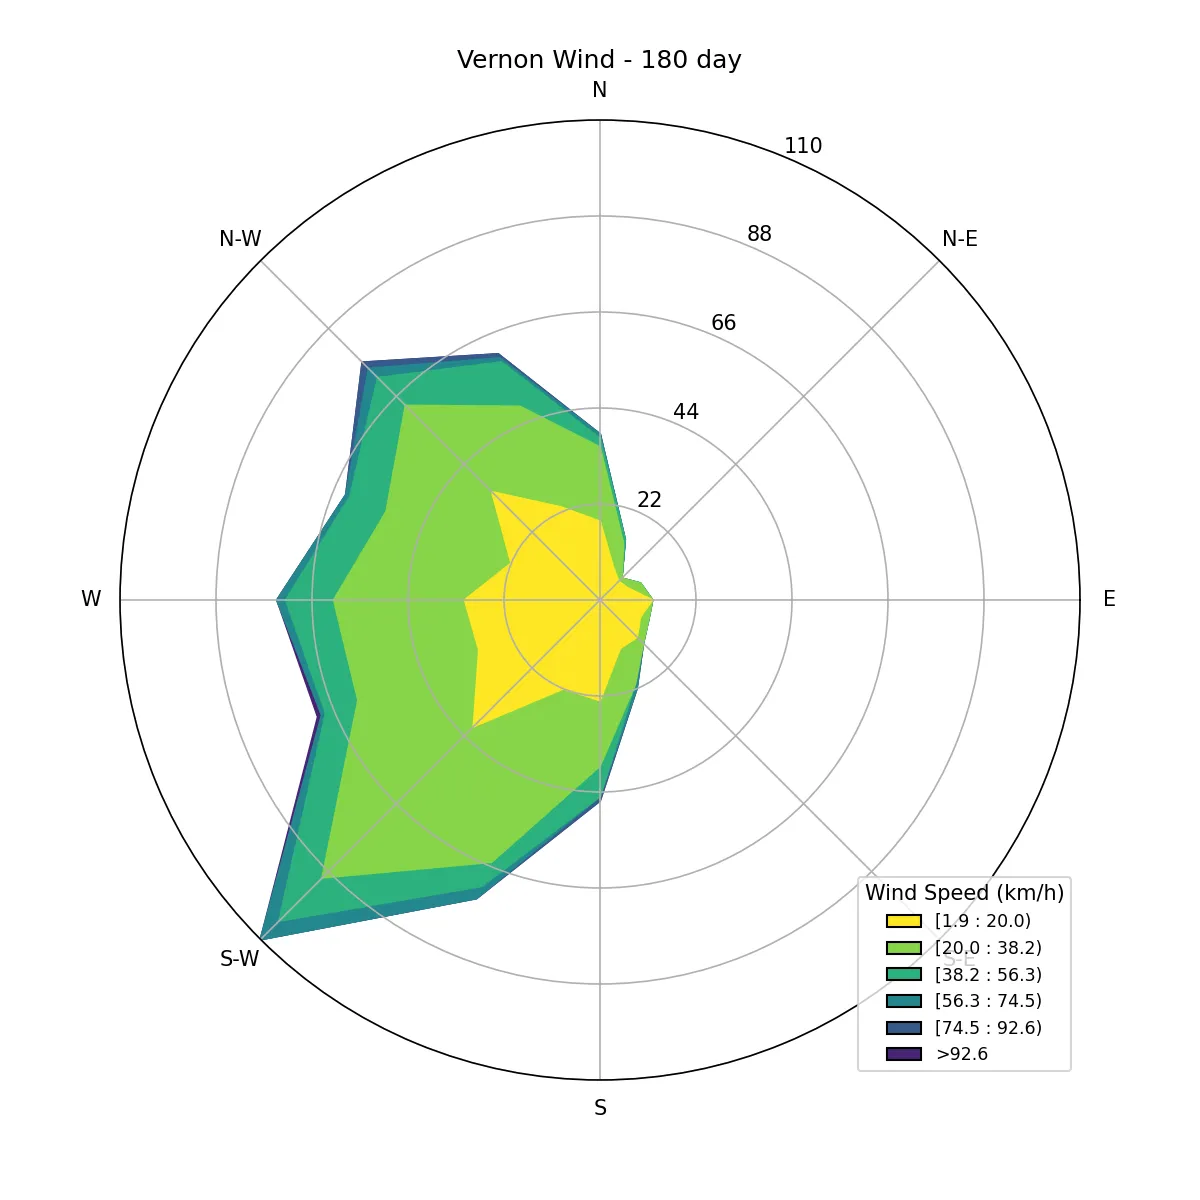 Vernon Wind - 180 day
N
110
N-W
88
N-E
66
44
22
W
E
S-W
S-E
S
Wind Speed (km/h)
[1.9 : 20.0)
[20.0 : 38.2)
[38.2 : 56.3)
[56.3 : 74.5)
[74.5 : 92.6)
>92.6